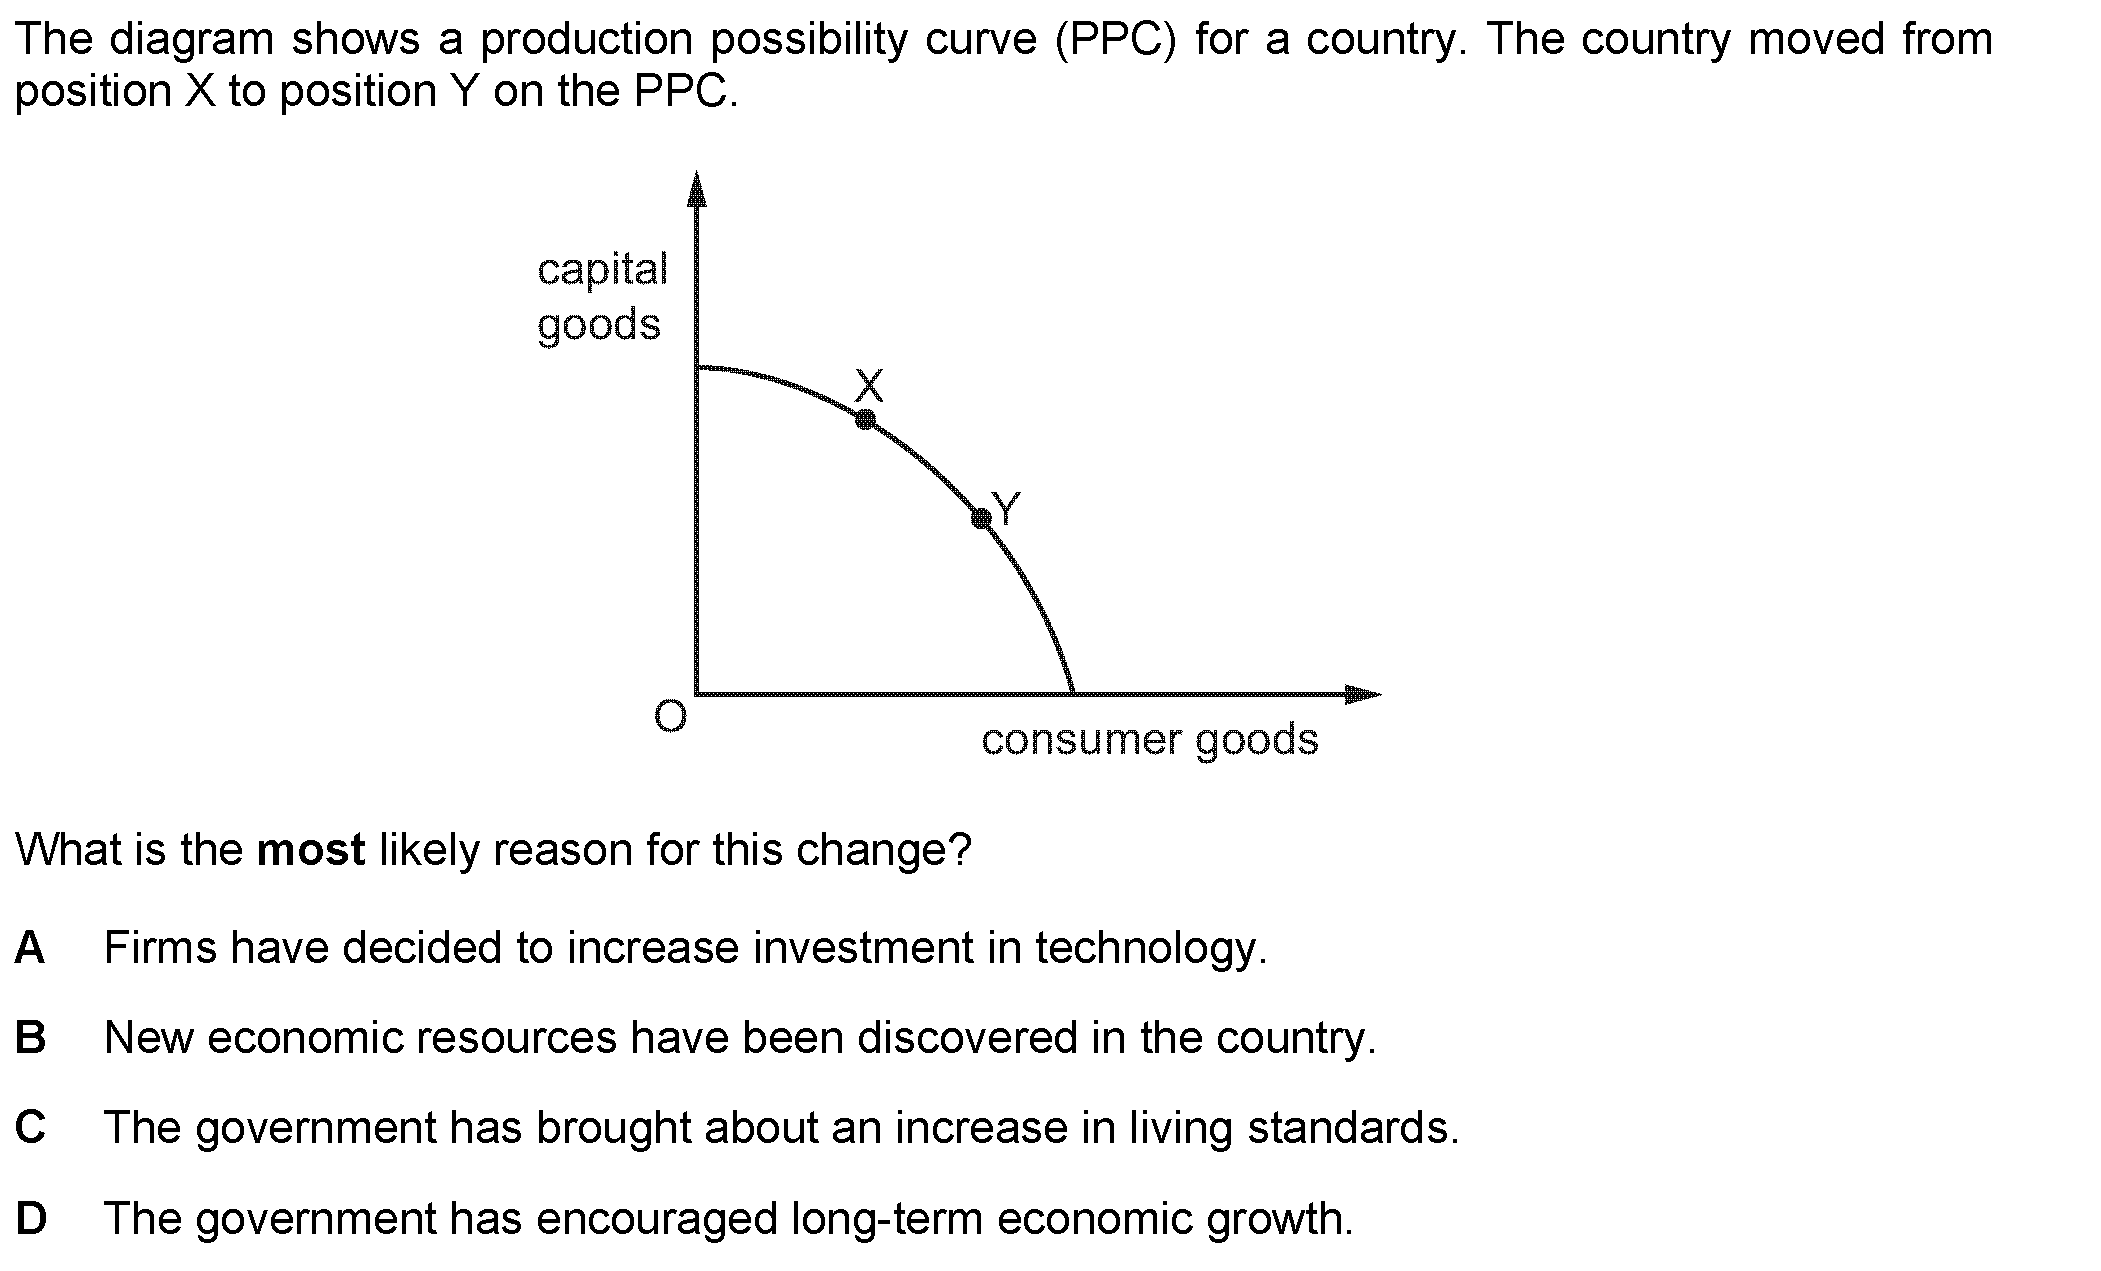 The diagram shows a production possibility curve (PPC) for a country. The country moved from
position X to position Y on the PPC.
capital
goods
X
Y
O
consumer goods
What is the most likely reason for this change?
A Firms have decided to increase investment in technology.
B New economic resources have been discovered in the country.
C The government has brought about an increase in living standards.
D The government has encouraged long-term economic growth.